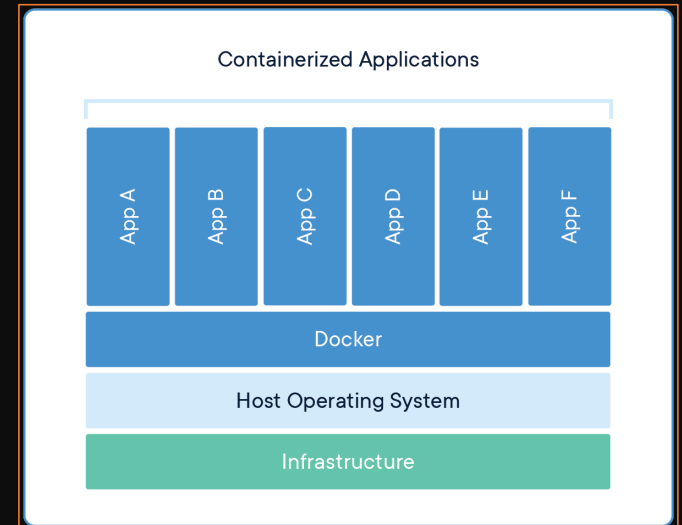 Containerized Applications
App A
App B
App C
App D
App E
App F
Docker
Host Operating System
Infrastructure